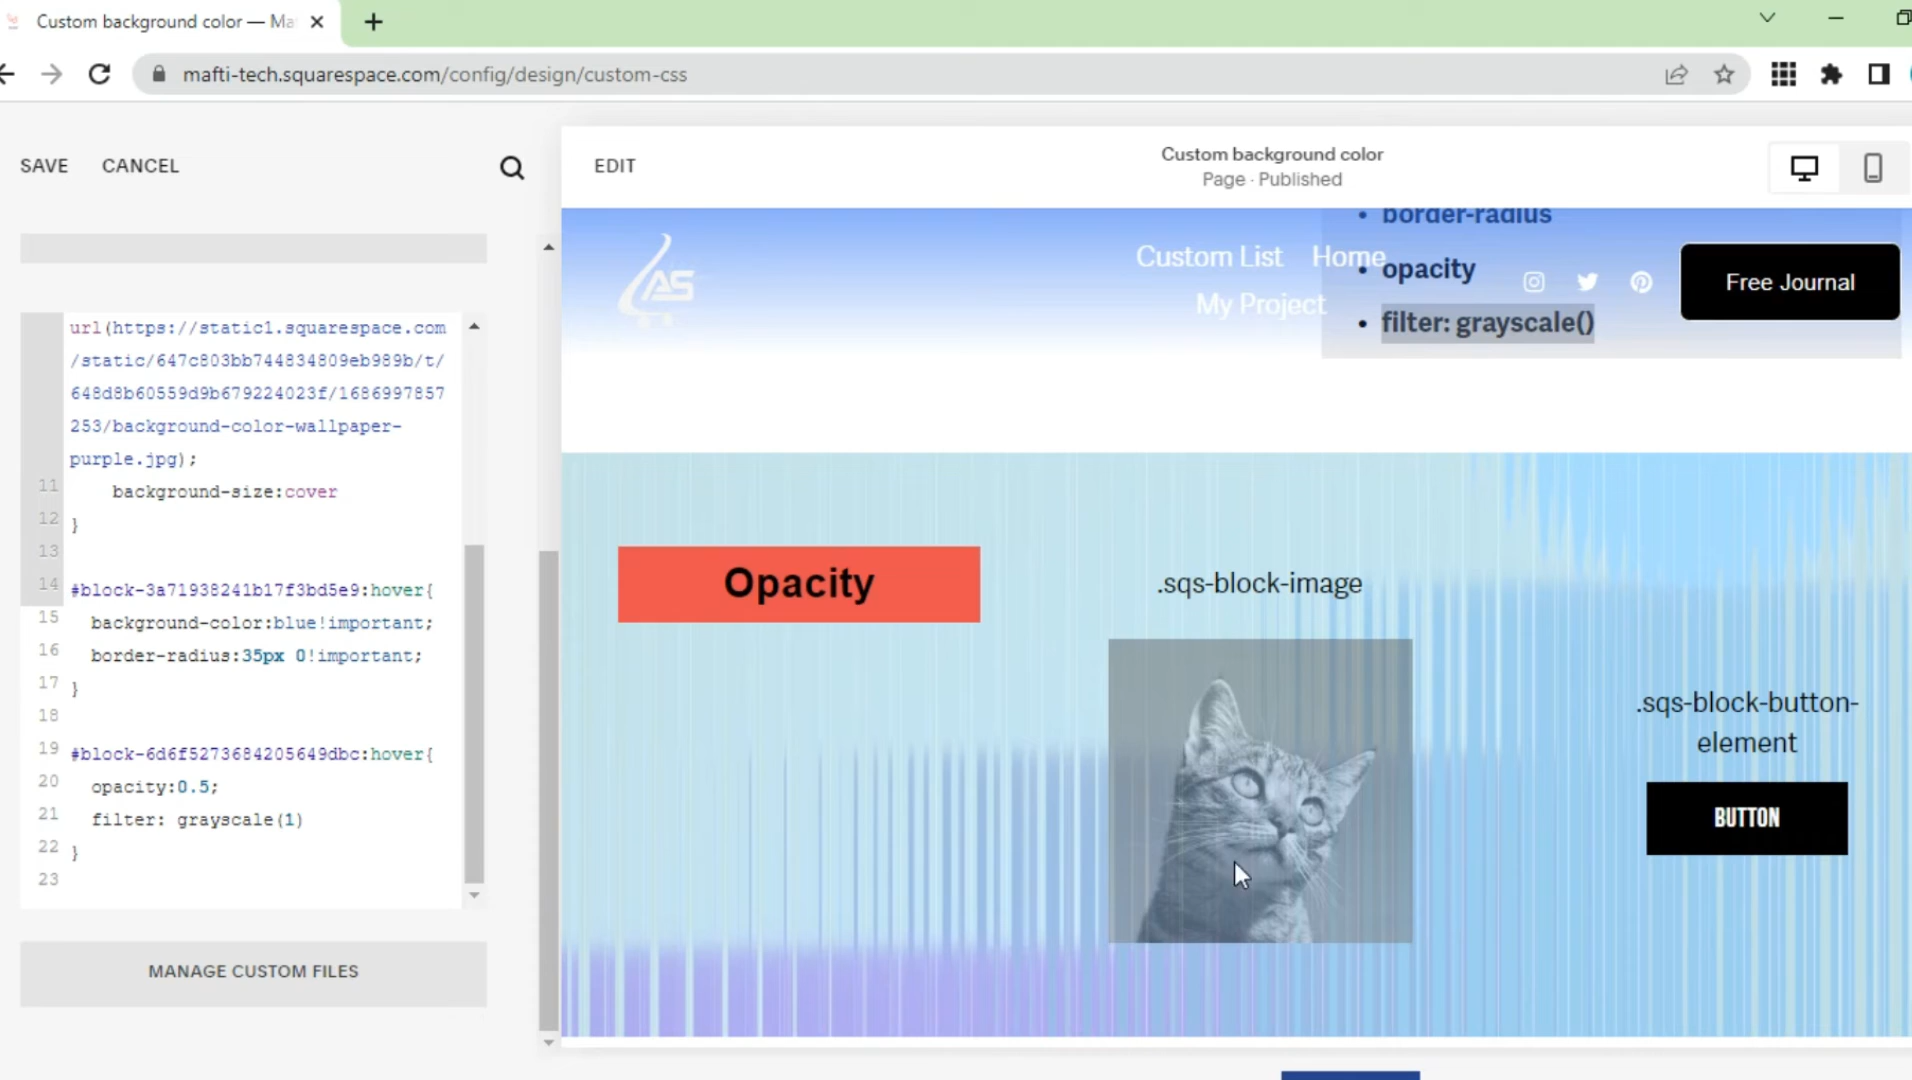 Custom background color — Ma
mafti-tech.squarespace.com/config/design/custom-css
SAVE CANCEL
EDIT
Custom background color
Page · Published
AS
Custom List Home
My Project
border-radius
opacity
filter: grayscale()
Free Journal
url(https://static1.squarespace.com
/static/647c803bb744834809eb989b/t/
648d8b60559d9b679224023f/1686997857
253/background-color-wallpaper-
purple.jpg);
11 background-size:cover
12 }
13
14 #block-3a71938241b17f3bd5e9:hover{
15 background-color:blue!important;
16 border-radius:35px 0!important;
17 }
18
19 #block-6d6f5273684205649dbc:hover{
20 opacity:0.5;
21 filter: grayscale(1)
22 }
23
MANAGE CUSTOM FILES
Opacity
.sqs-block-image
.sqs-block-button-
element
BUTTON